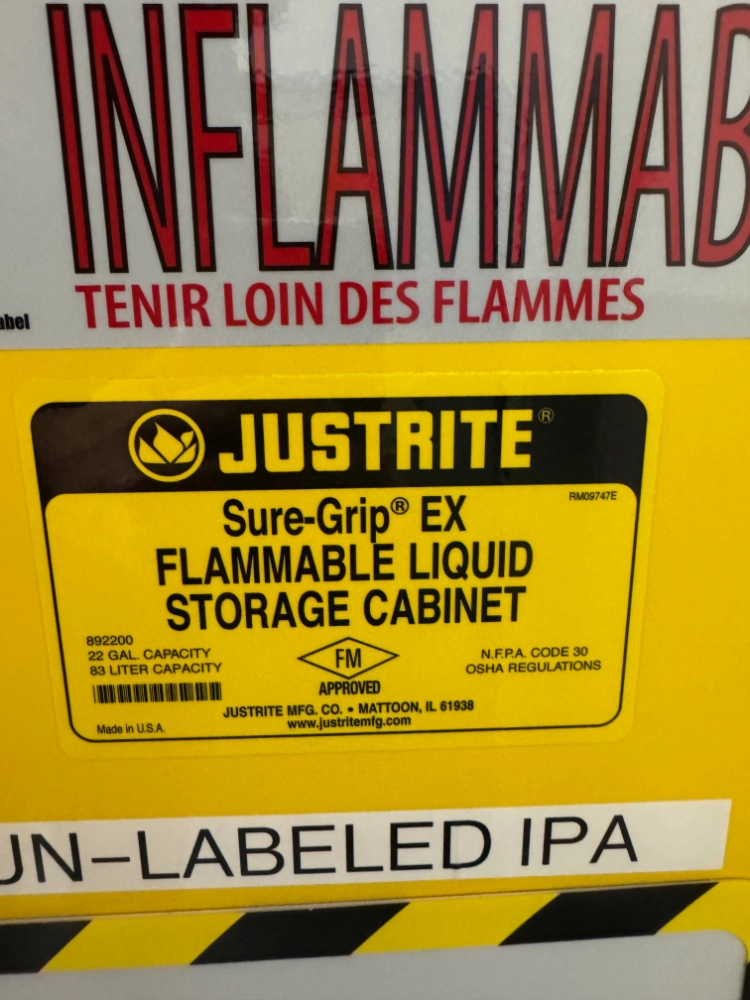 INFLAMMAB
TENIR LOIN DES FLAMMES
abel
JUSTRITE®
RM09747E
Sure-Grip® EX
FLAMMABLE LIQUID
STORAGE CABINET
892200
22 GAL. CAPACITY
83 LITER CAPACITY
FM
APPROVED
N.F.P.A. CODE 30
OSHA REGULATIONS
JUSTRITE MFG. CO. • MATTOON, IL 61938
www.justritemfg.com
Made in U.S.A.
UN-LABELED IPA